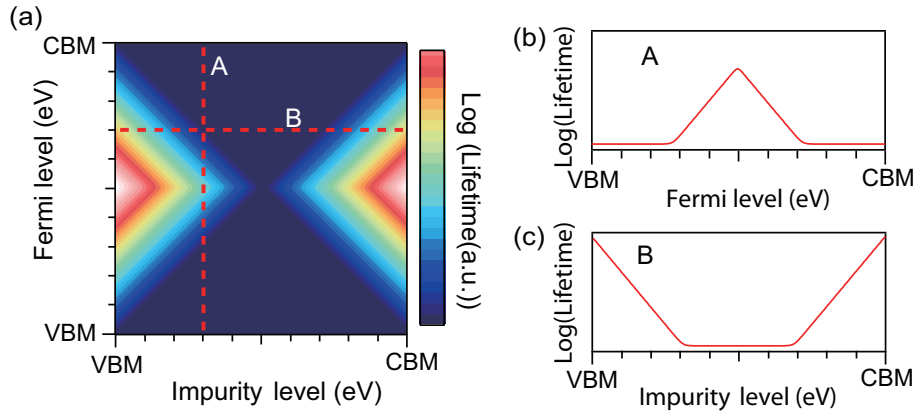 (a)
CBM
Fermi level (eV)
VBM
A
B
VBM
CBM
Impurity level (eV)
Log (Lifetime(a.u.))
(b)
A
Log(Lifetime)
VBM
CBM
Fermi level (eV)
(c)
B
Log(Lifetime)
VBM
CBM
Impurity level (eV)